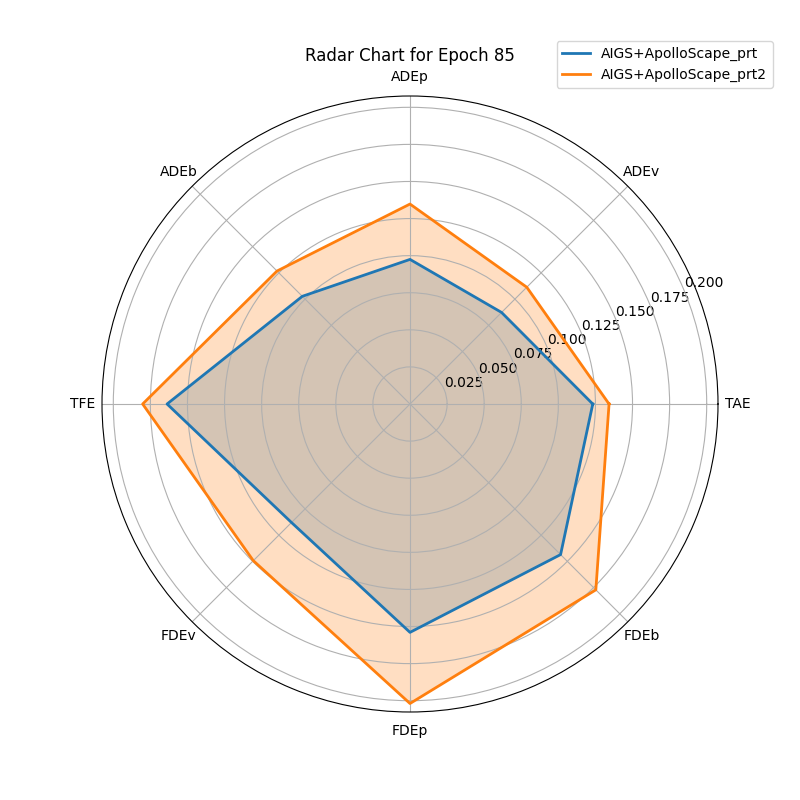 AIGS+ApolloScape_prt
AIGS+ApolloScape_prt2
Radar Chart for Epoch 85
ADEp
ADEb
ADEv
0.200
0.175
0.150
0.125
0.100
0.075
0.050
0.025
TFE
TAE
FDEv
FDEb
FDEp